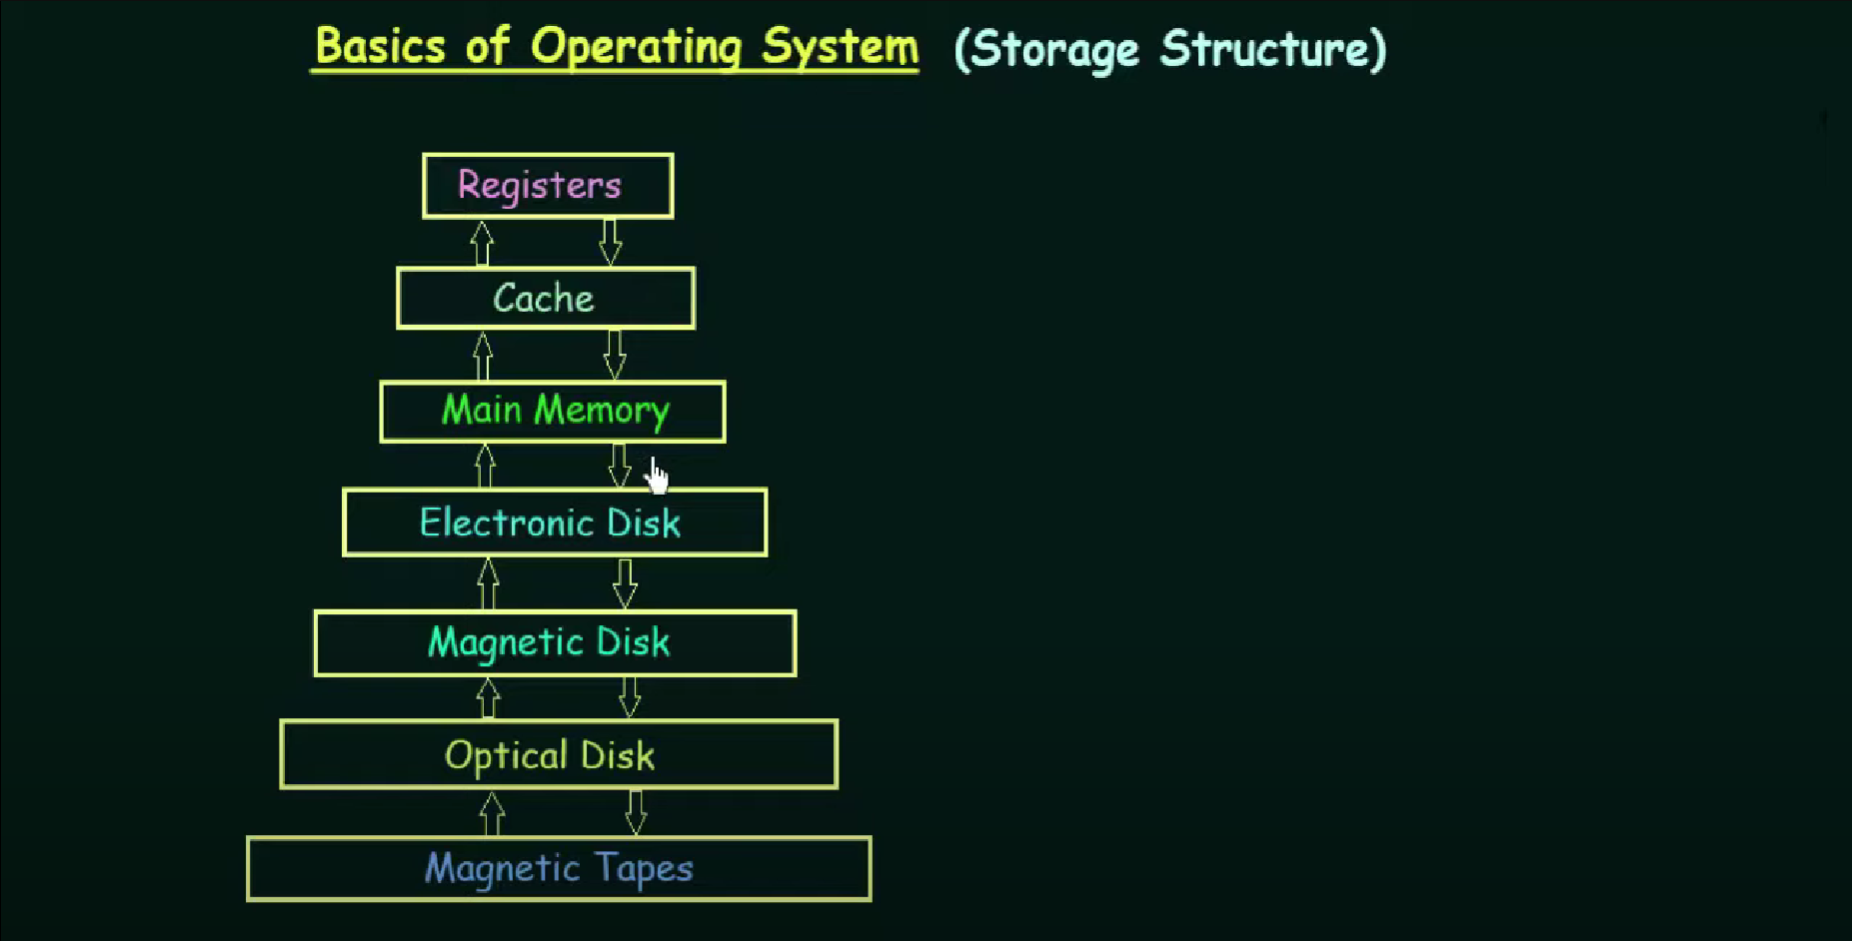 Basics of Operating System (Storage Structure)
Registers
Cache
Main Memory
Electronic Disk
Magnetic Disk
Optical Disk
Magnetic Tapes